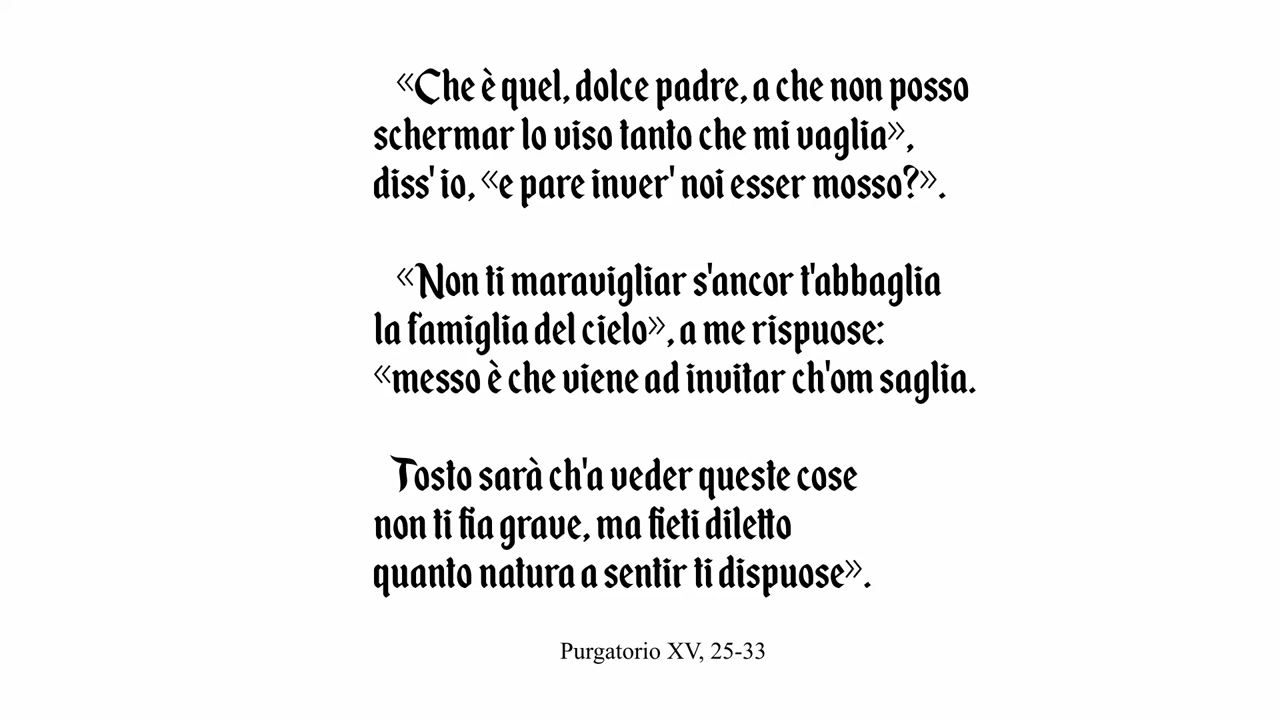 «Che è quel, dolce padre, a che non posso
schermar lo viso tanto che mi vaglia»,
diss' io, «e pare inver' noi esser mosso?».
«Non ti maravigliar s'ancor t'abbaglia
la famiglia del cielo», a me rispuose:
«messo è che viene ad invitar ch'om saglia.
Tosto sarà ch'a veder queste cose
non ti fia grave, ma fieti diletto
quanto natura a sentir ti dispuose».
Purgatorio XV, 25-33